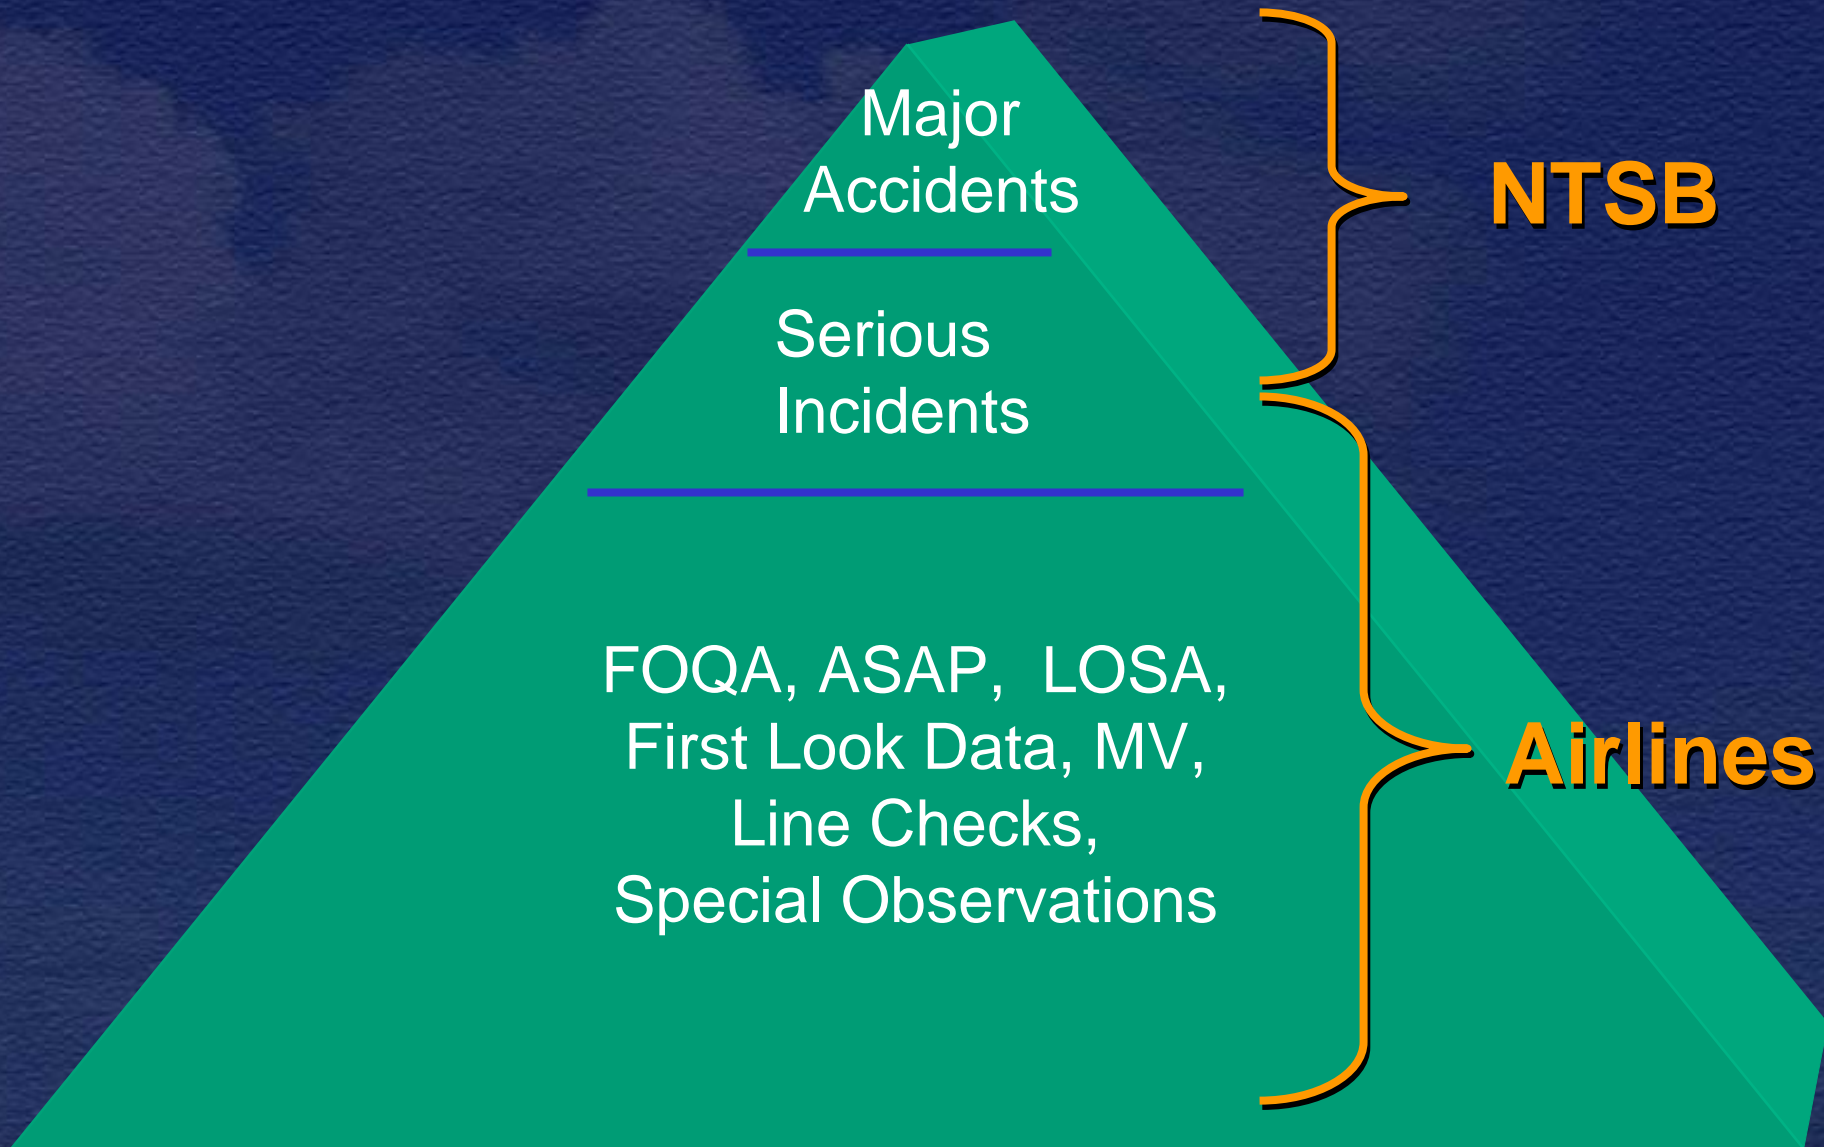 Major
Accidents
NTSB
Serious
Incidents
FOQA, ASAP,  LOSA,
First Look Data, MV,
Line Checks,
Special Observations
Airlines